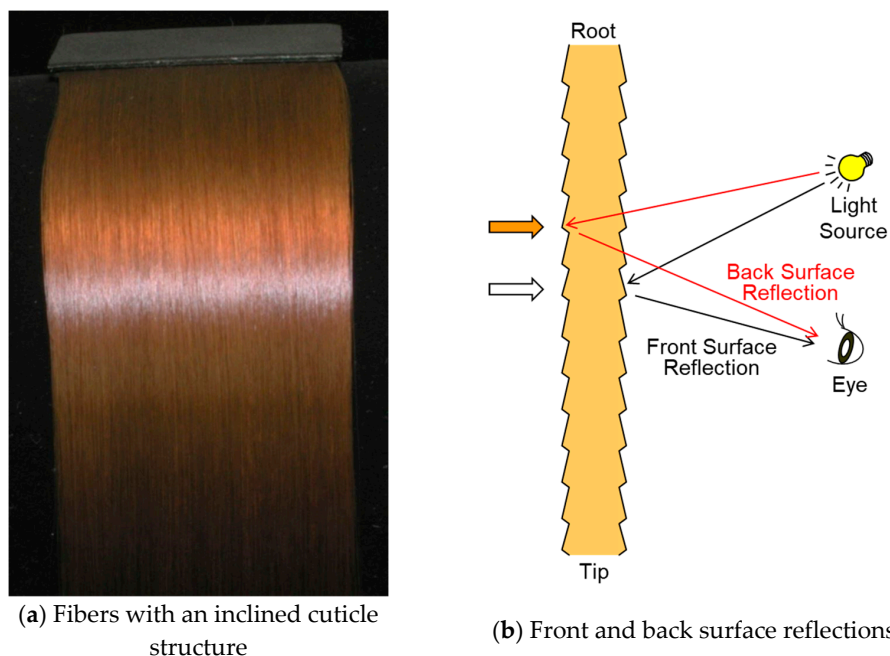 Root
Light
Source
Back Surface
Reflection
Front Surface
Reflection
Eye
Tip
(a) Fibers with an inclined cuticle
structure
(b) Front and back surface reflections